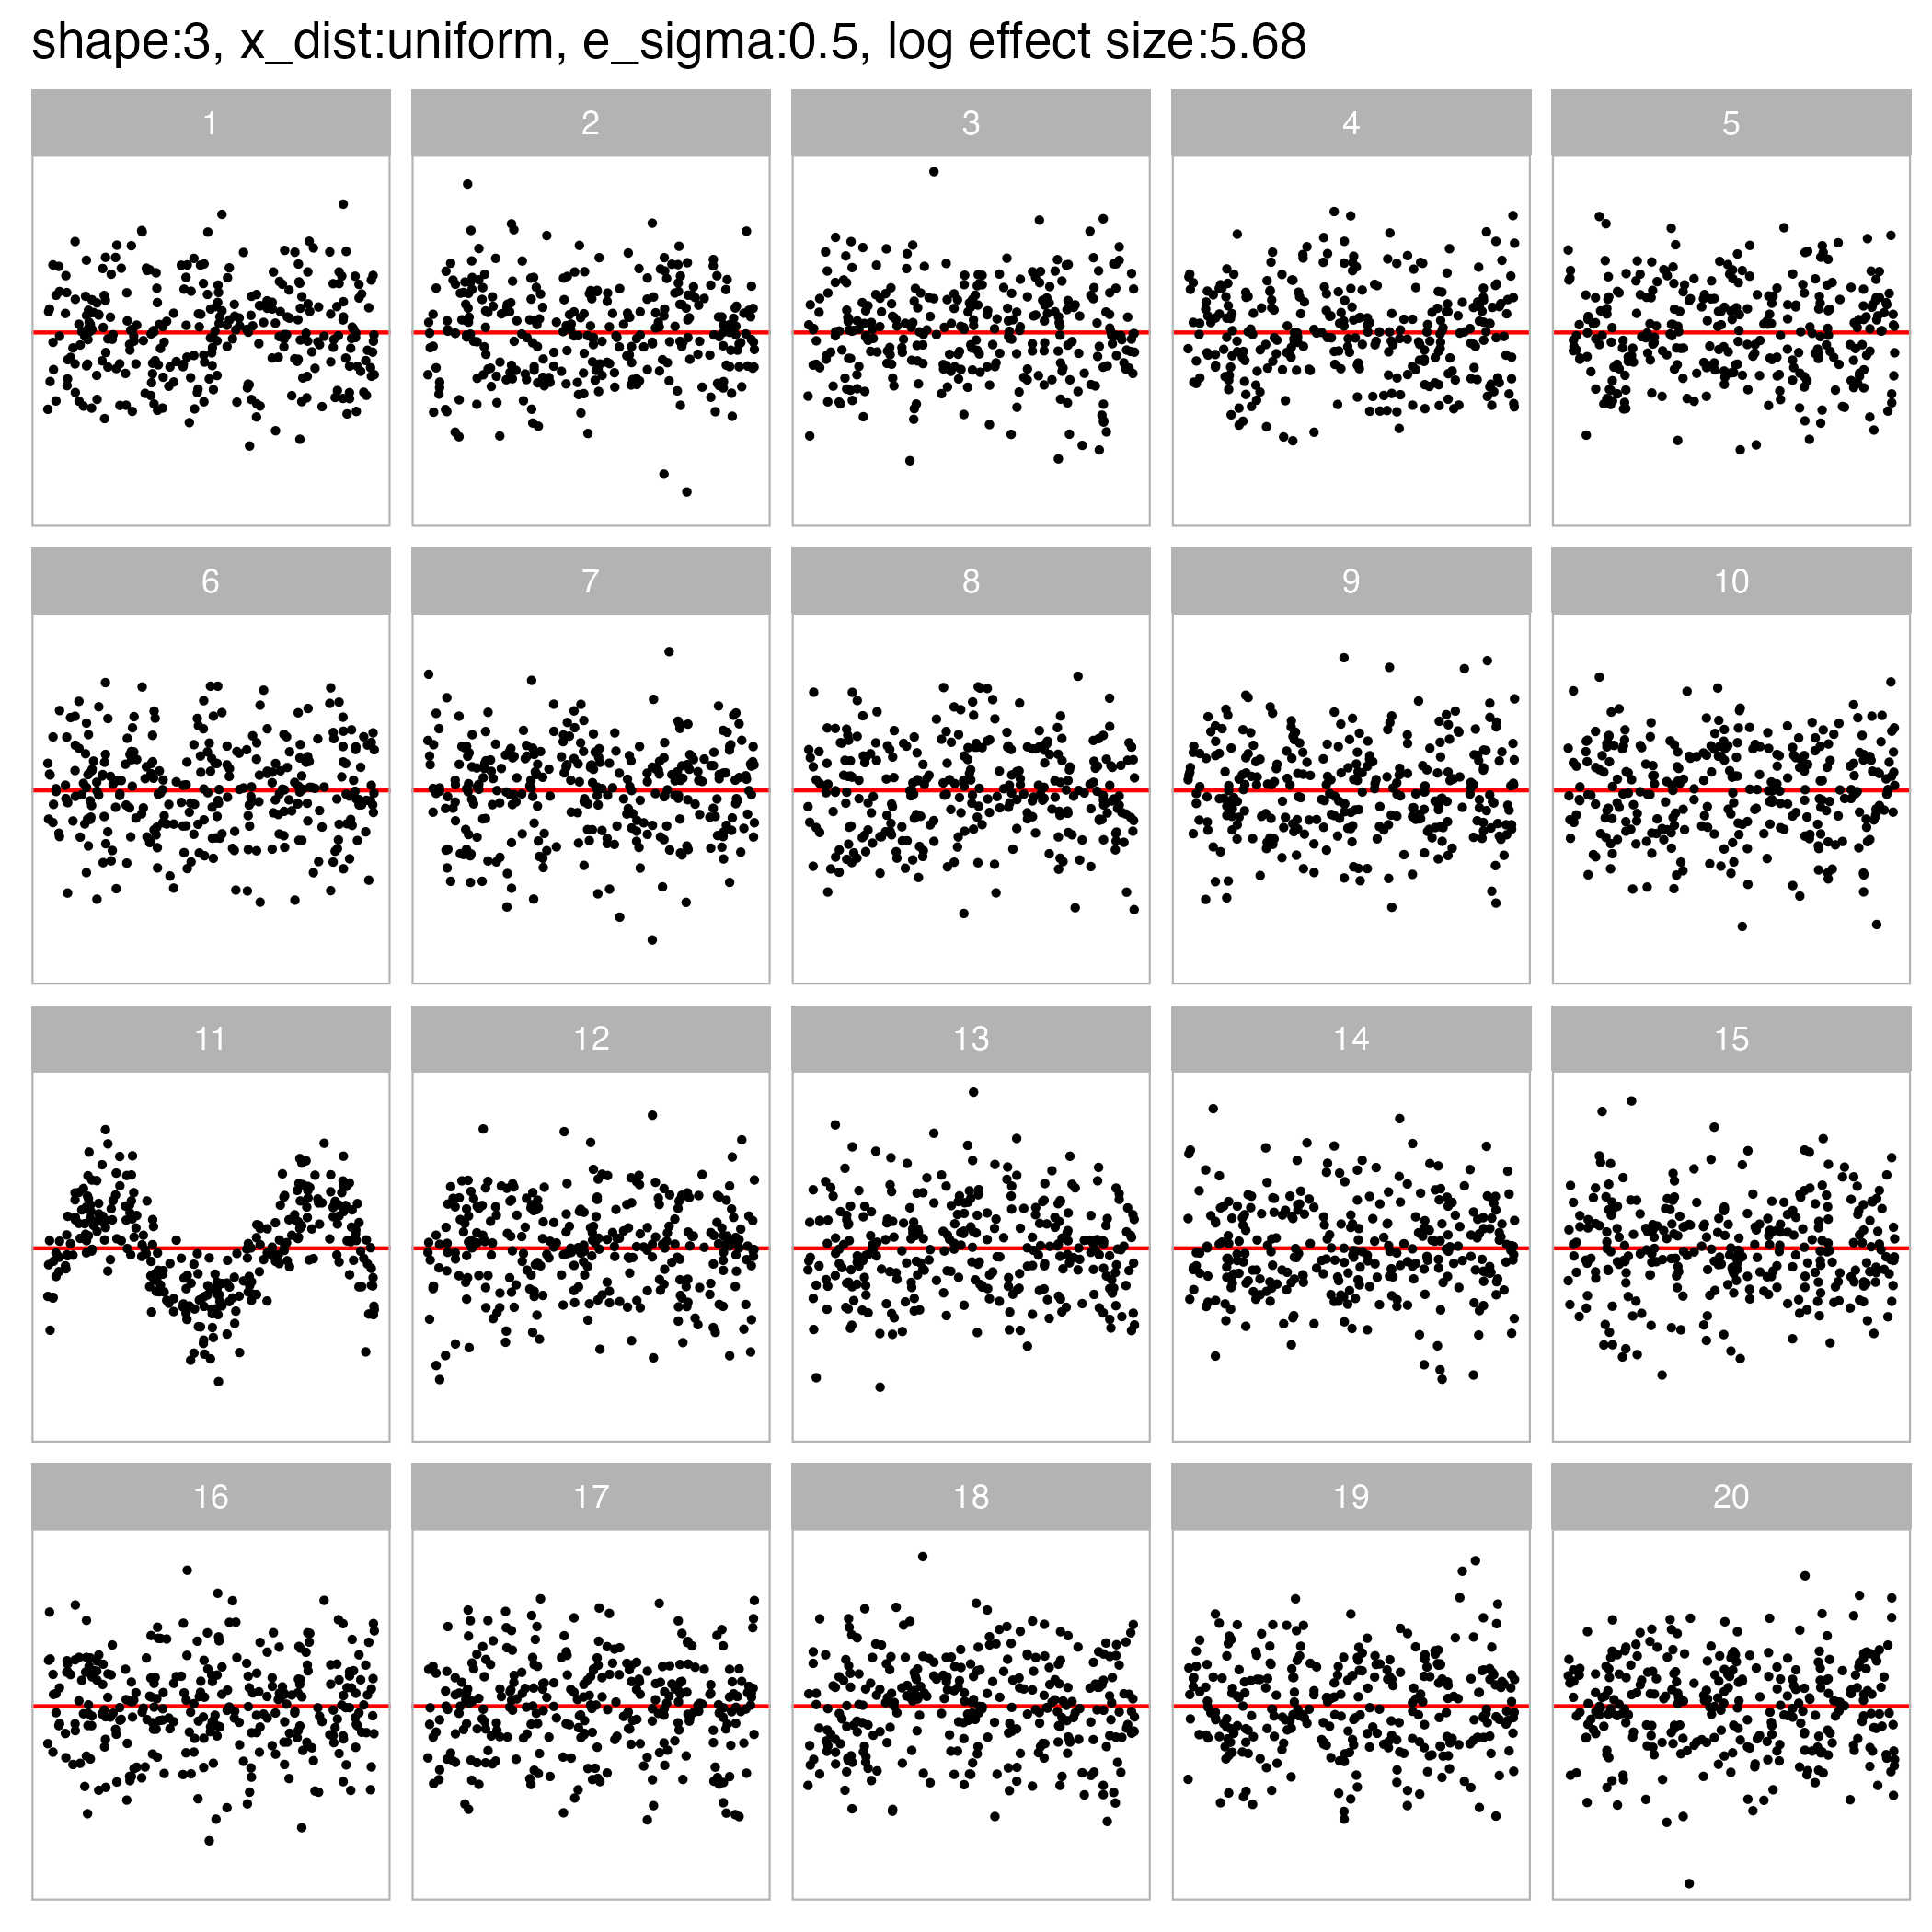 shape:3, x_dist:uniform, e_sigma:0.5, log effect size:5.68
1 2 3 4 5
6 7 8 9 10
11 12 13 14 15
16 17 18 19 20